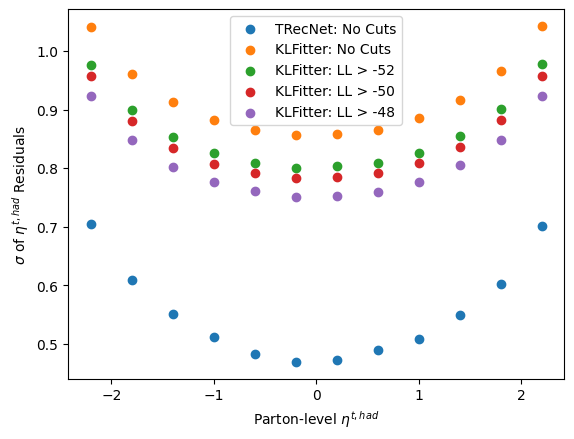 TRecNet: No Cuts
KLFitter: No Cuts
KLFitter: LL > -52
KLFitter: LL > -50
KLFitter: LL > -48
1.0
0.9
0.8
0.7
0.6
0.5
σ of η^{t, had} Residuals
−2 −1 0 1 2
Parton-level η^{t, had}